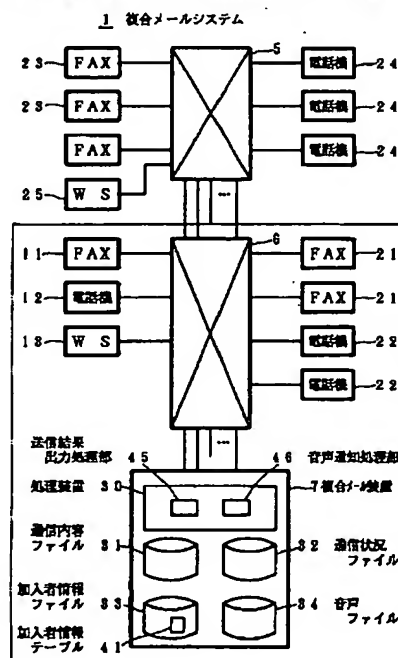 1 複合メールシステム
5
23 FAX 電話機 24
23 FAX 電話機 24
FAX 電話機 24
25 WS
…
6
11 FAX FAX 21
12 電話機 FAX 21
13 WS 電話機 22
電話機 22
…
送信結果
出力処理部 45 46 音声通知処理部
処理装置 30 7 複合メール装置
通信内容
ファイル 31 32 通信状況
ファイル
加入者情報
ファイル 33 34 音声
ファイル
加入者情報
テーブル 41